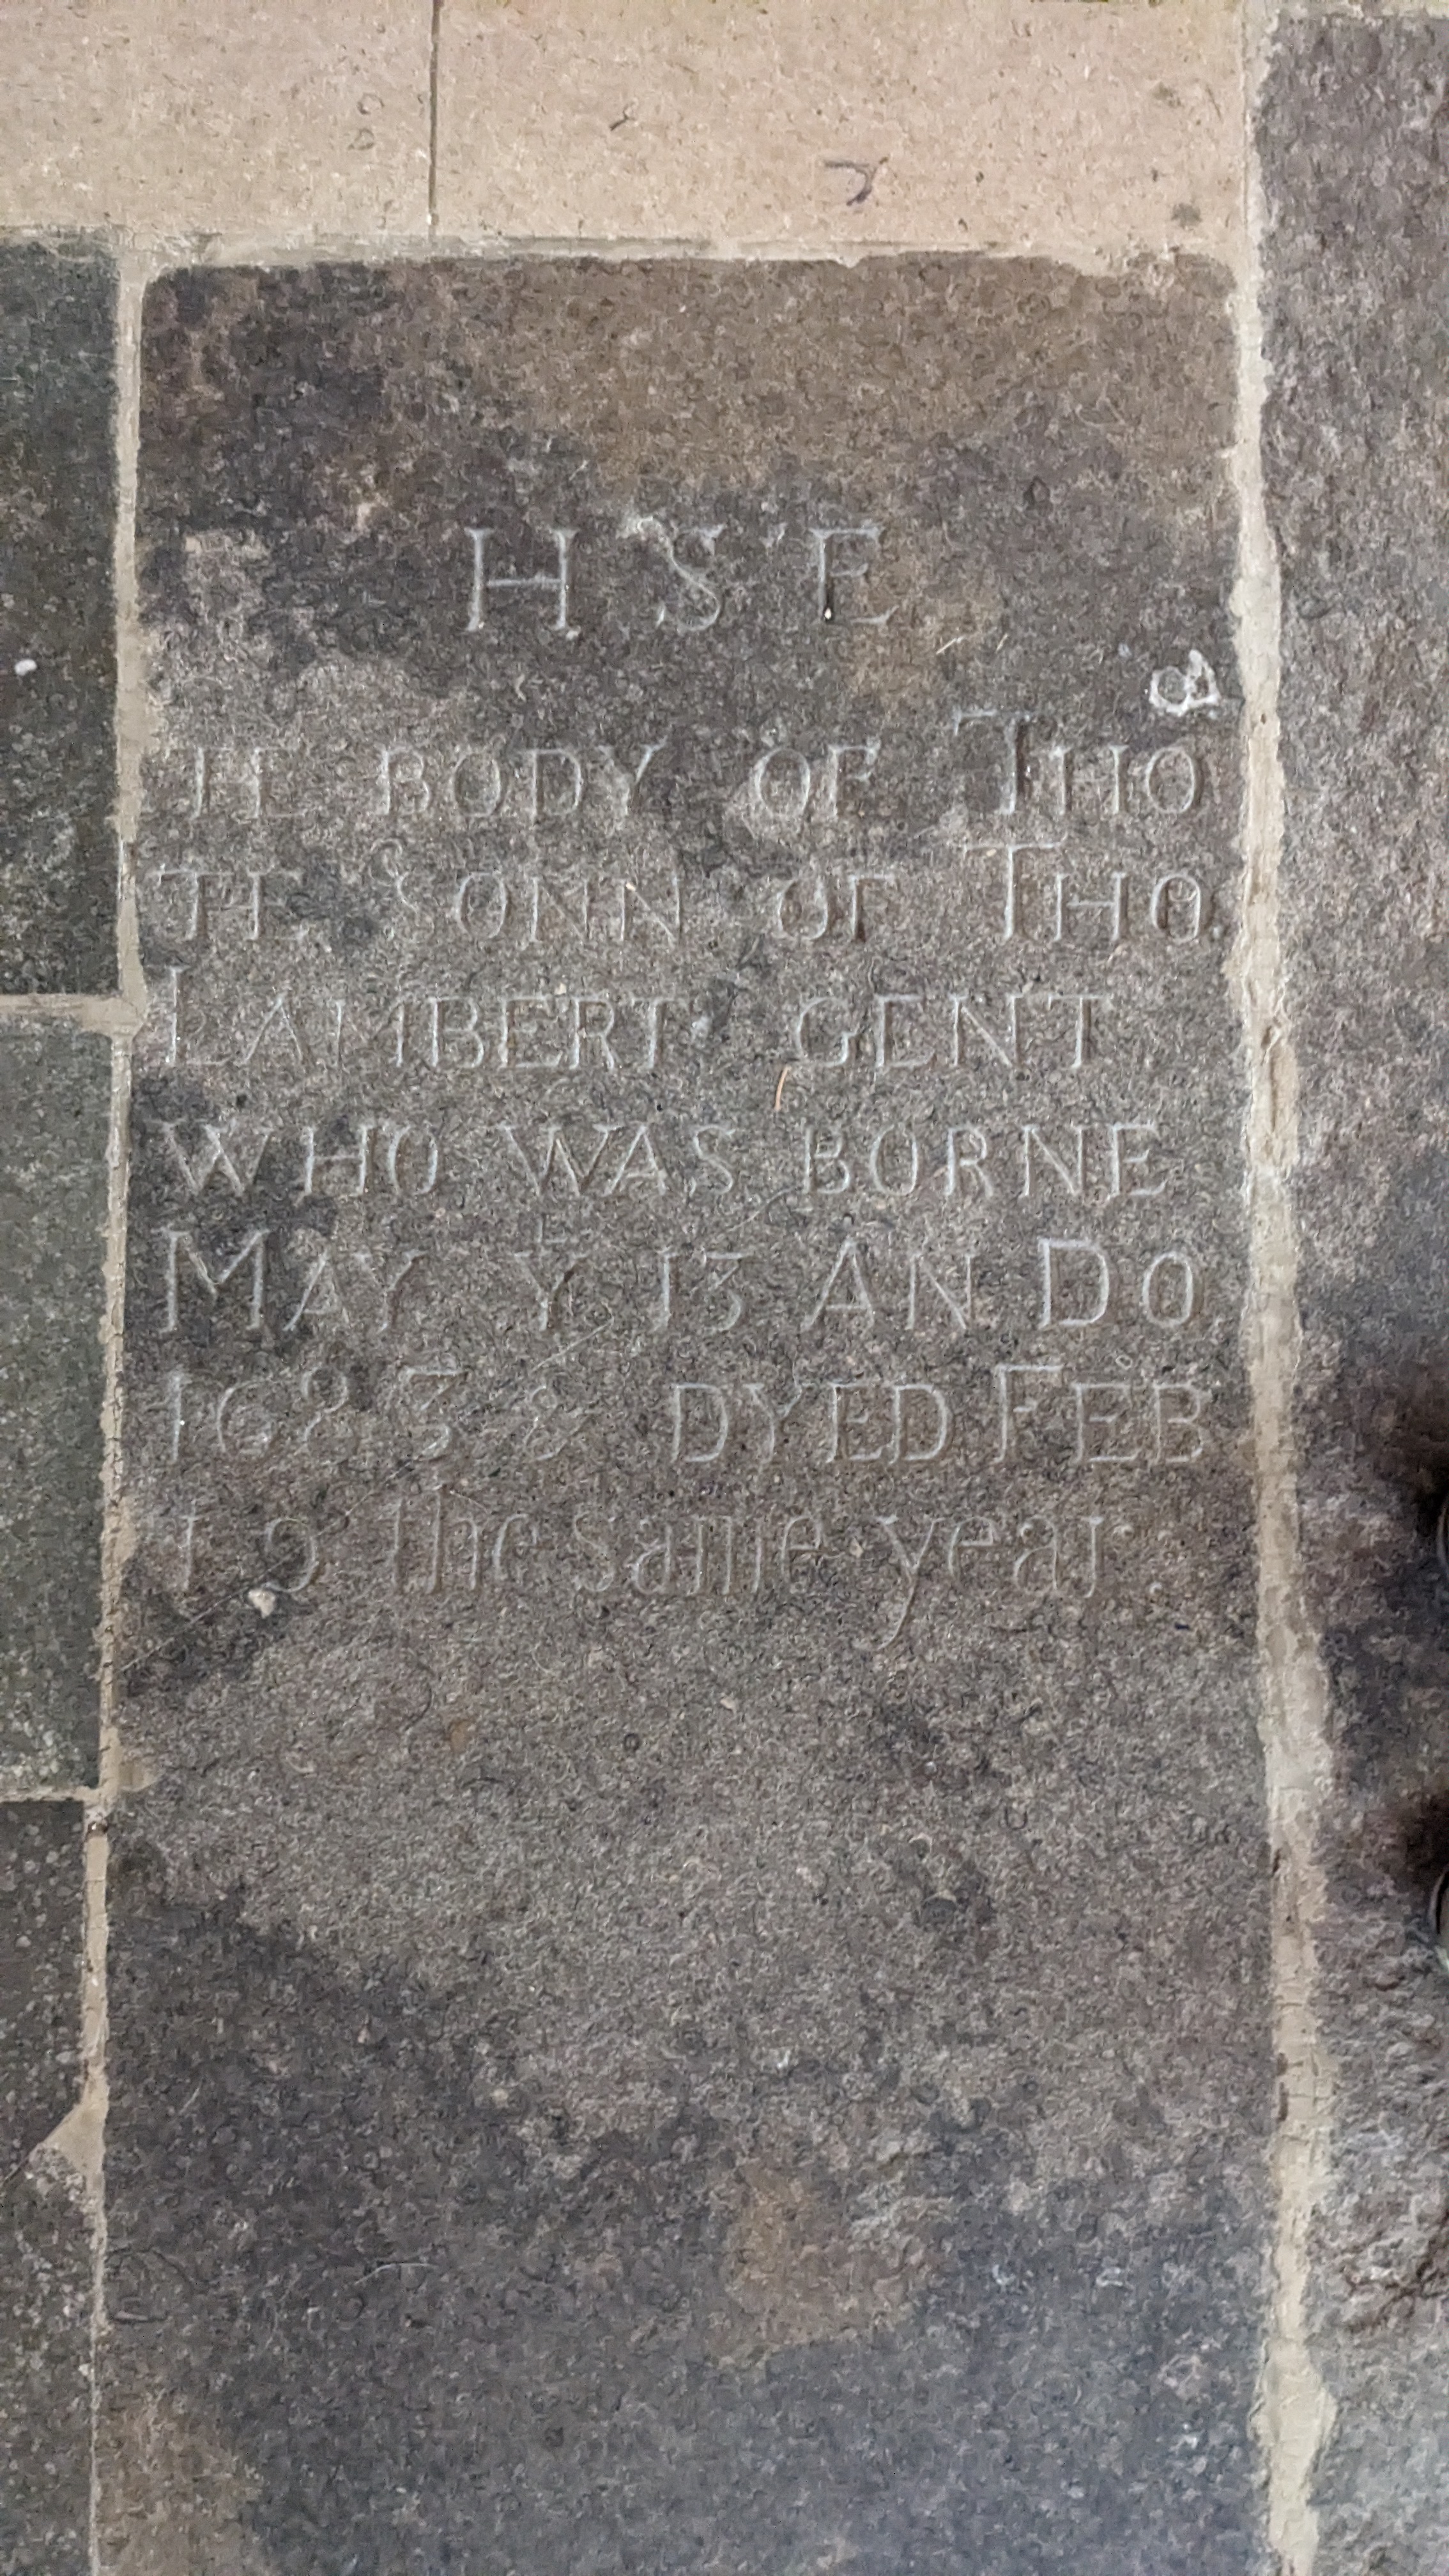 H S E
TE BODY OF THO
TE SONN OF THO.
LAMBERT GENT
WHO WAS BORNE
MAY Yᴱ 13 AN DO
1683 & DYED FEB
19 the same year